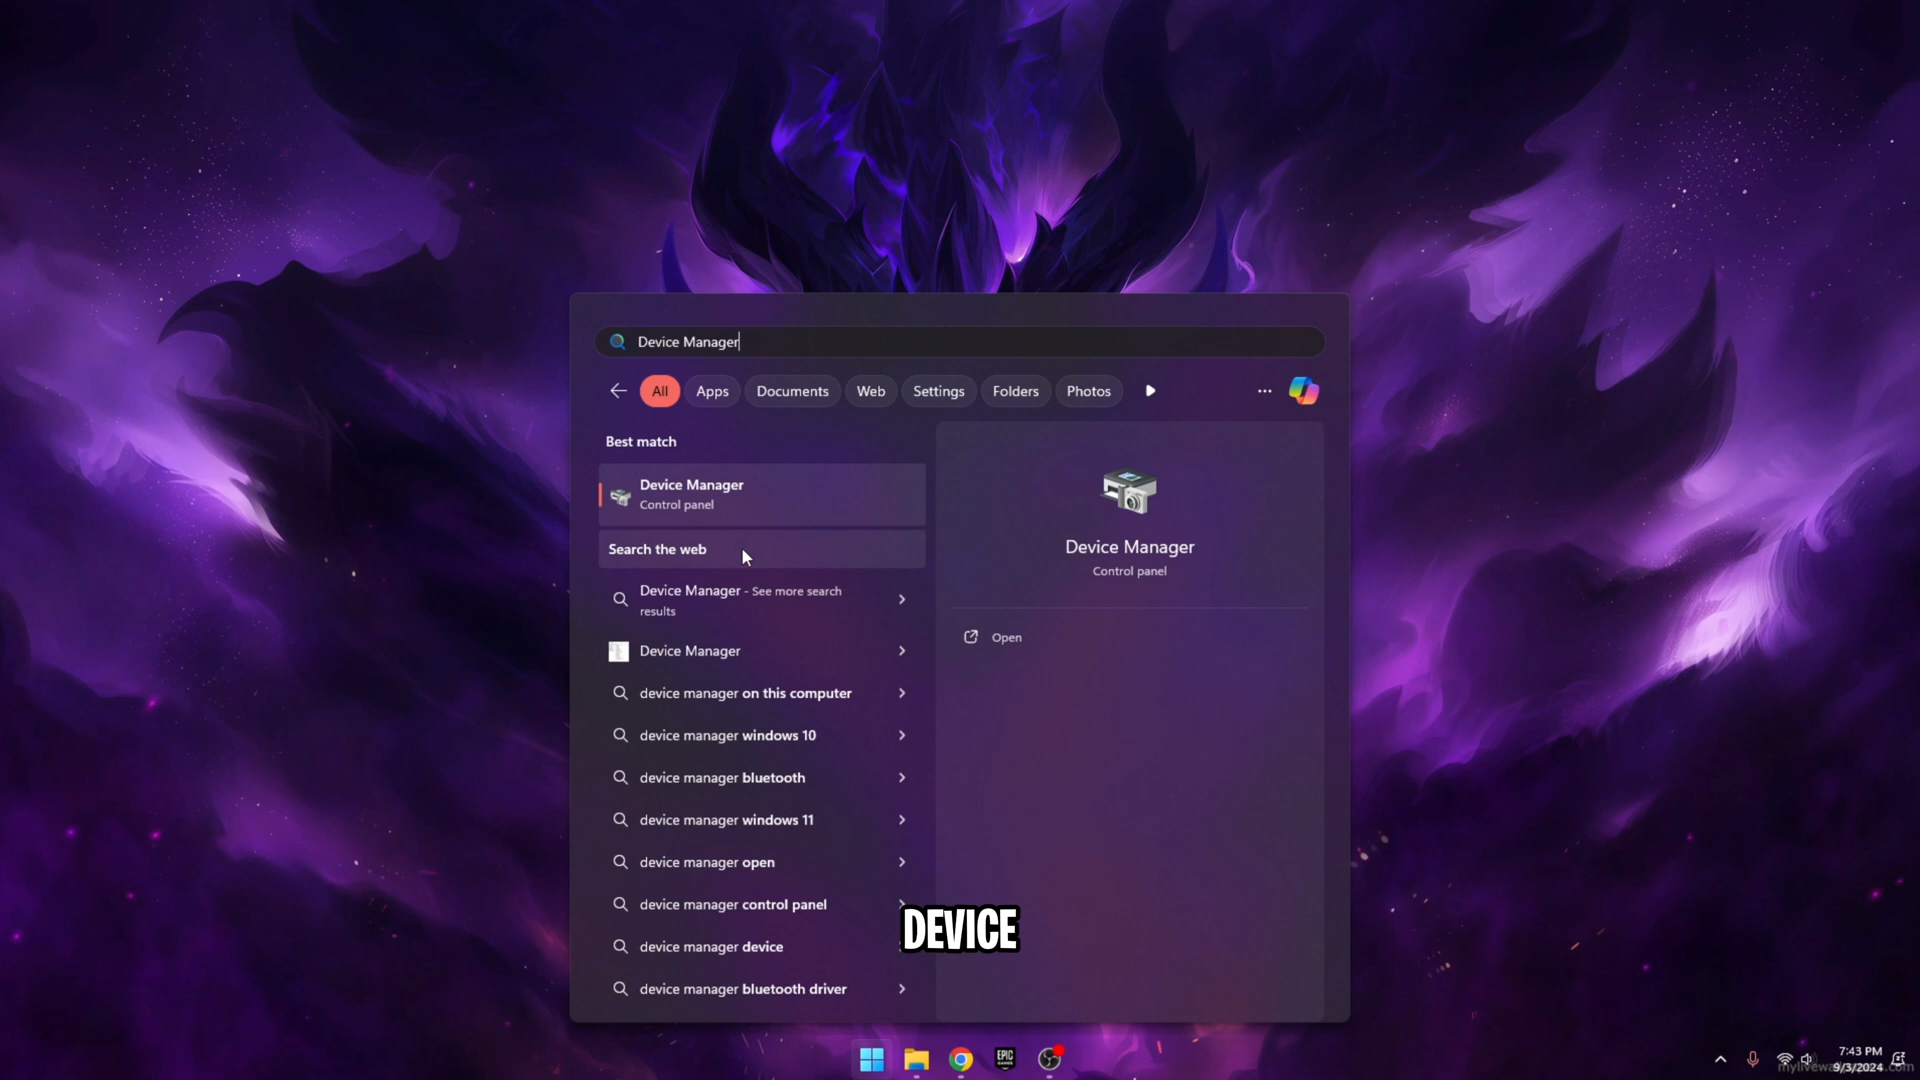 Device Manager
All
Apps
Documents
Web
Settings
Folders
Photos
Best match
Device Manager
Control panel
Search the web
Device Manager - See more search
results
Device Manager
device manager on this computer
device manager windows 10
device manager bluetooth
device manager windows 11
device manager open
device manager control panel
device manager device
device manager bluetooth driver
Device Manager
Control panel
Open
DEVICE
EPIC
GAMES
7:43 PM
9/3/2024